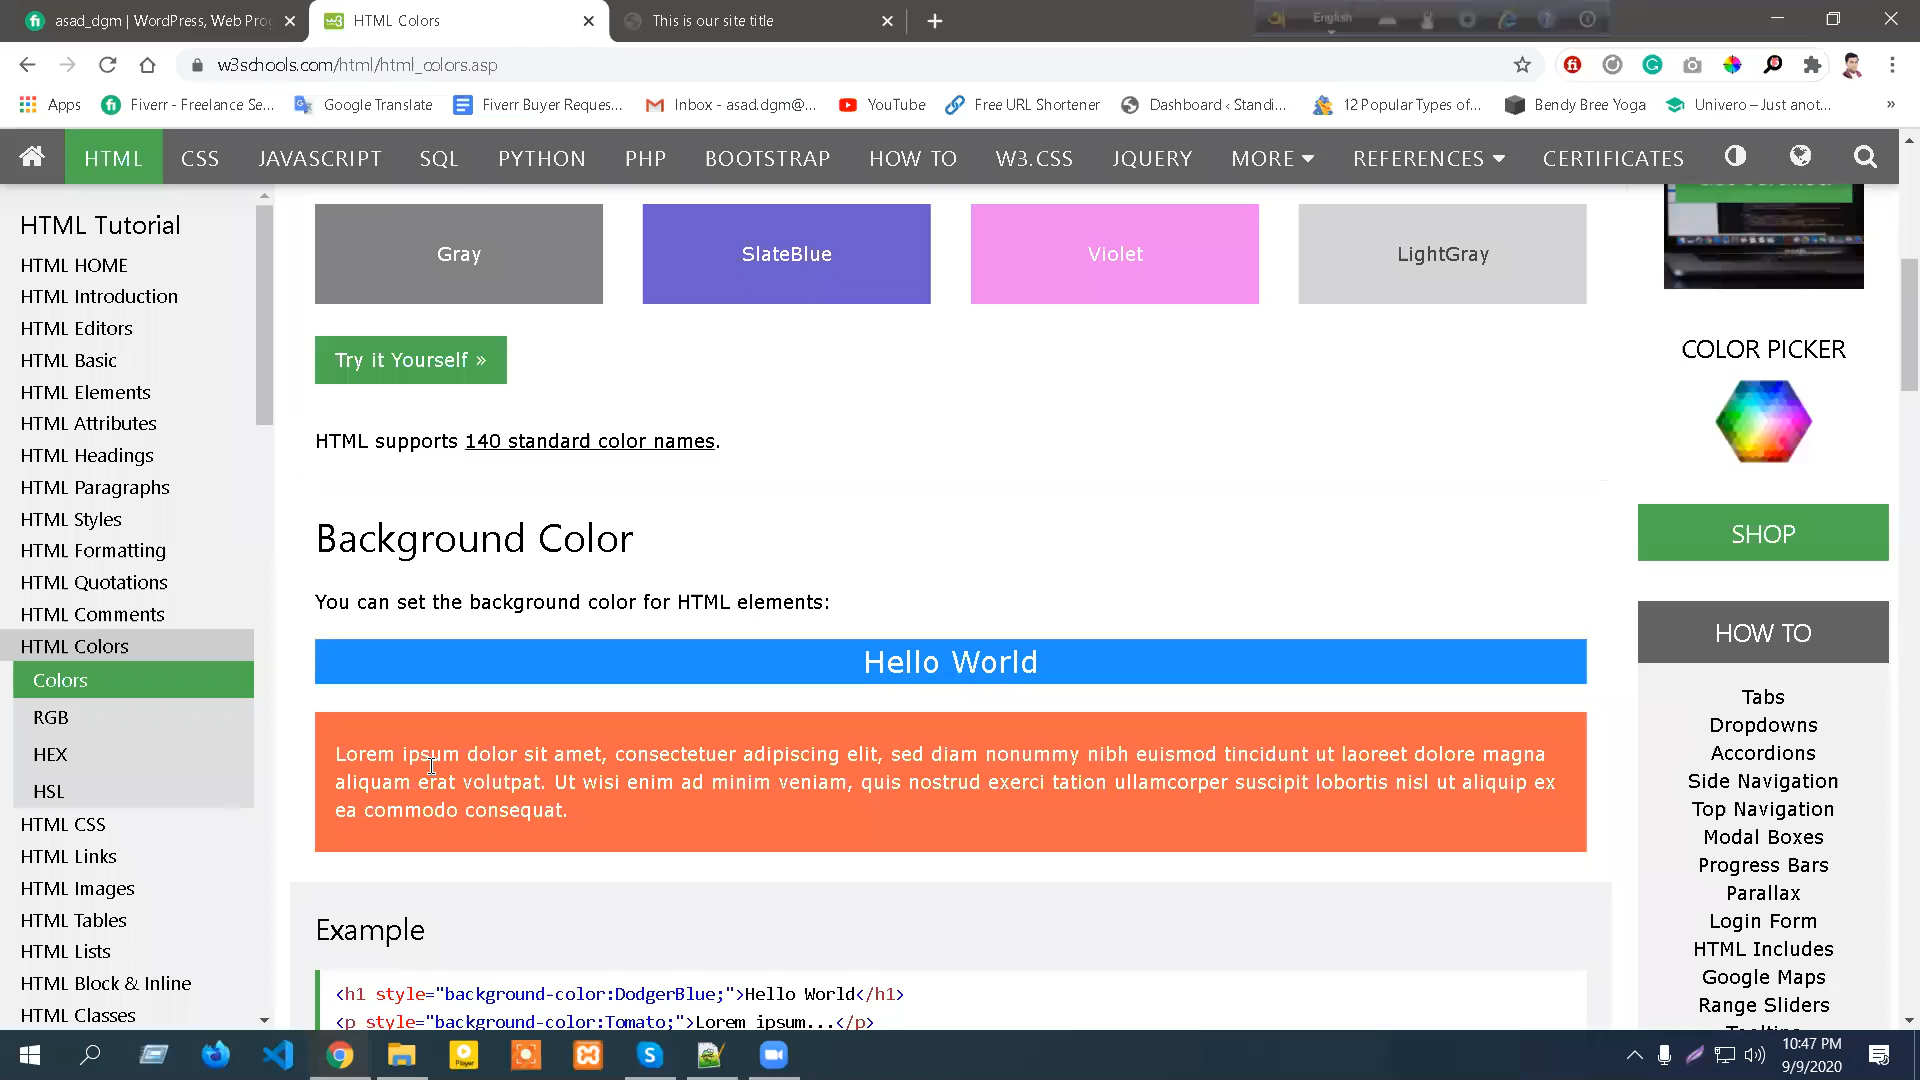 asad_dgm | WordPress, Web Pro
HTML Colors
This is our site title
English
w3schools.com/html/html_colors.asp
Apps
Fiverr - Freelance Se...
Google Translate
Fiverr Buyer Reques...
Inbox - asad.dgm@...
YouTube
Free URL Shortener
Dashboard ‹ Standi...
12 Popular Types of...
Bendy Bree Yoga
Univero – Just anot...
»
HTML
CSS
JAVASCRIPT
SQL
PYTHON
PHP
BOOTSTRAP
HOW TO
W3.CSS
JQUERY
MORE
REFERENCES
CERTIFICATES
HTML Tutorial
HTML HOME
HTML Introduction
HTML Editors
HTML Basic
HTML Elements
HTML Attributes
HTML Headings
HTML Paragraphs
HTML Styles
HTML Formatting
HTML Quotations
HTML Comments
HTML Colors
Colors
RGB
HEX
HSL
HTML CSS
HTML Links
HTML Images
HTML Tables
HTML Lists
HTML Block & Inline
HTML Classes
Gray
SlateBlue
Violet
LightGray
Try it Yourself »
HTML supports 140 standard color names.
Background Color
You can set the background color for HTML elements:
Hello World
Lorem ipsum dolor sit amet, consectetuer adipiscing elit, sed diam nonummy nibh euismod tincidunt ut laoreet dolore magna
aliquam erat volutpat. Ut wisi enim ad minim veniam, quis nostrud exerci tation ullamcorper suscipit lobortis nisl ut aliquip ex
ea commodo consequat.
Example
<h1 style="background-color:DodgerBlue;">Hello World</h1>
<p style="background-color:Tomato;">Lorem ipsum...</p>
COLOR PICKER
SHOP
HOW TO
Tabs
Dropdowns
Accordions
Side Navigation
Top Navigation
Modal Boxes
Progress Bars
Parallax
Login Form
HTML Includes
Google Maps
Range Sliders
Player
10:47 PM
9/9/2020